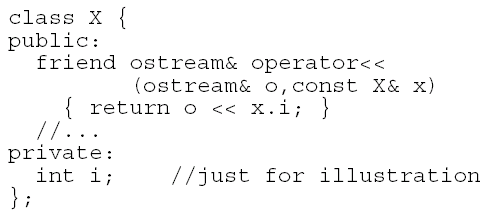 class X {
public:
  friend ostream& operator<<
          (ostream& o,const X& x)
    { return o << x.i; }
  //...
private:
  int i;     //just for illustration
};